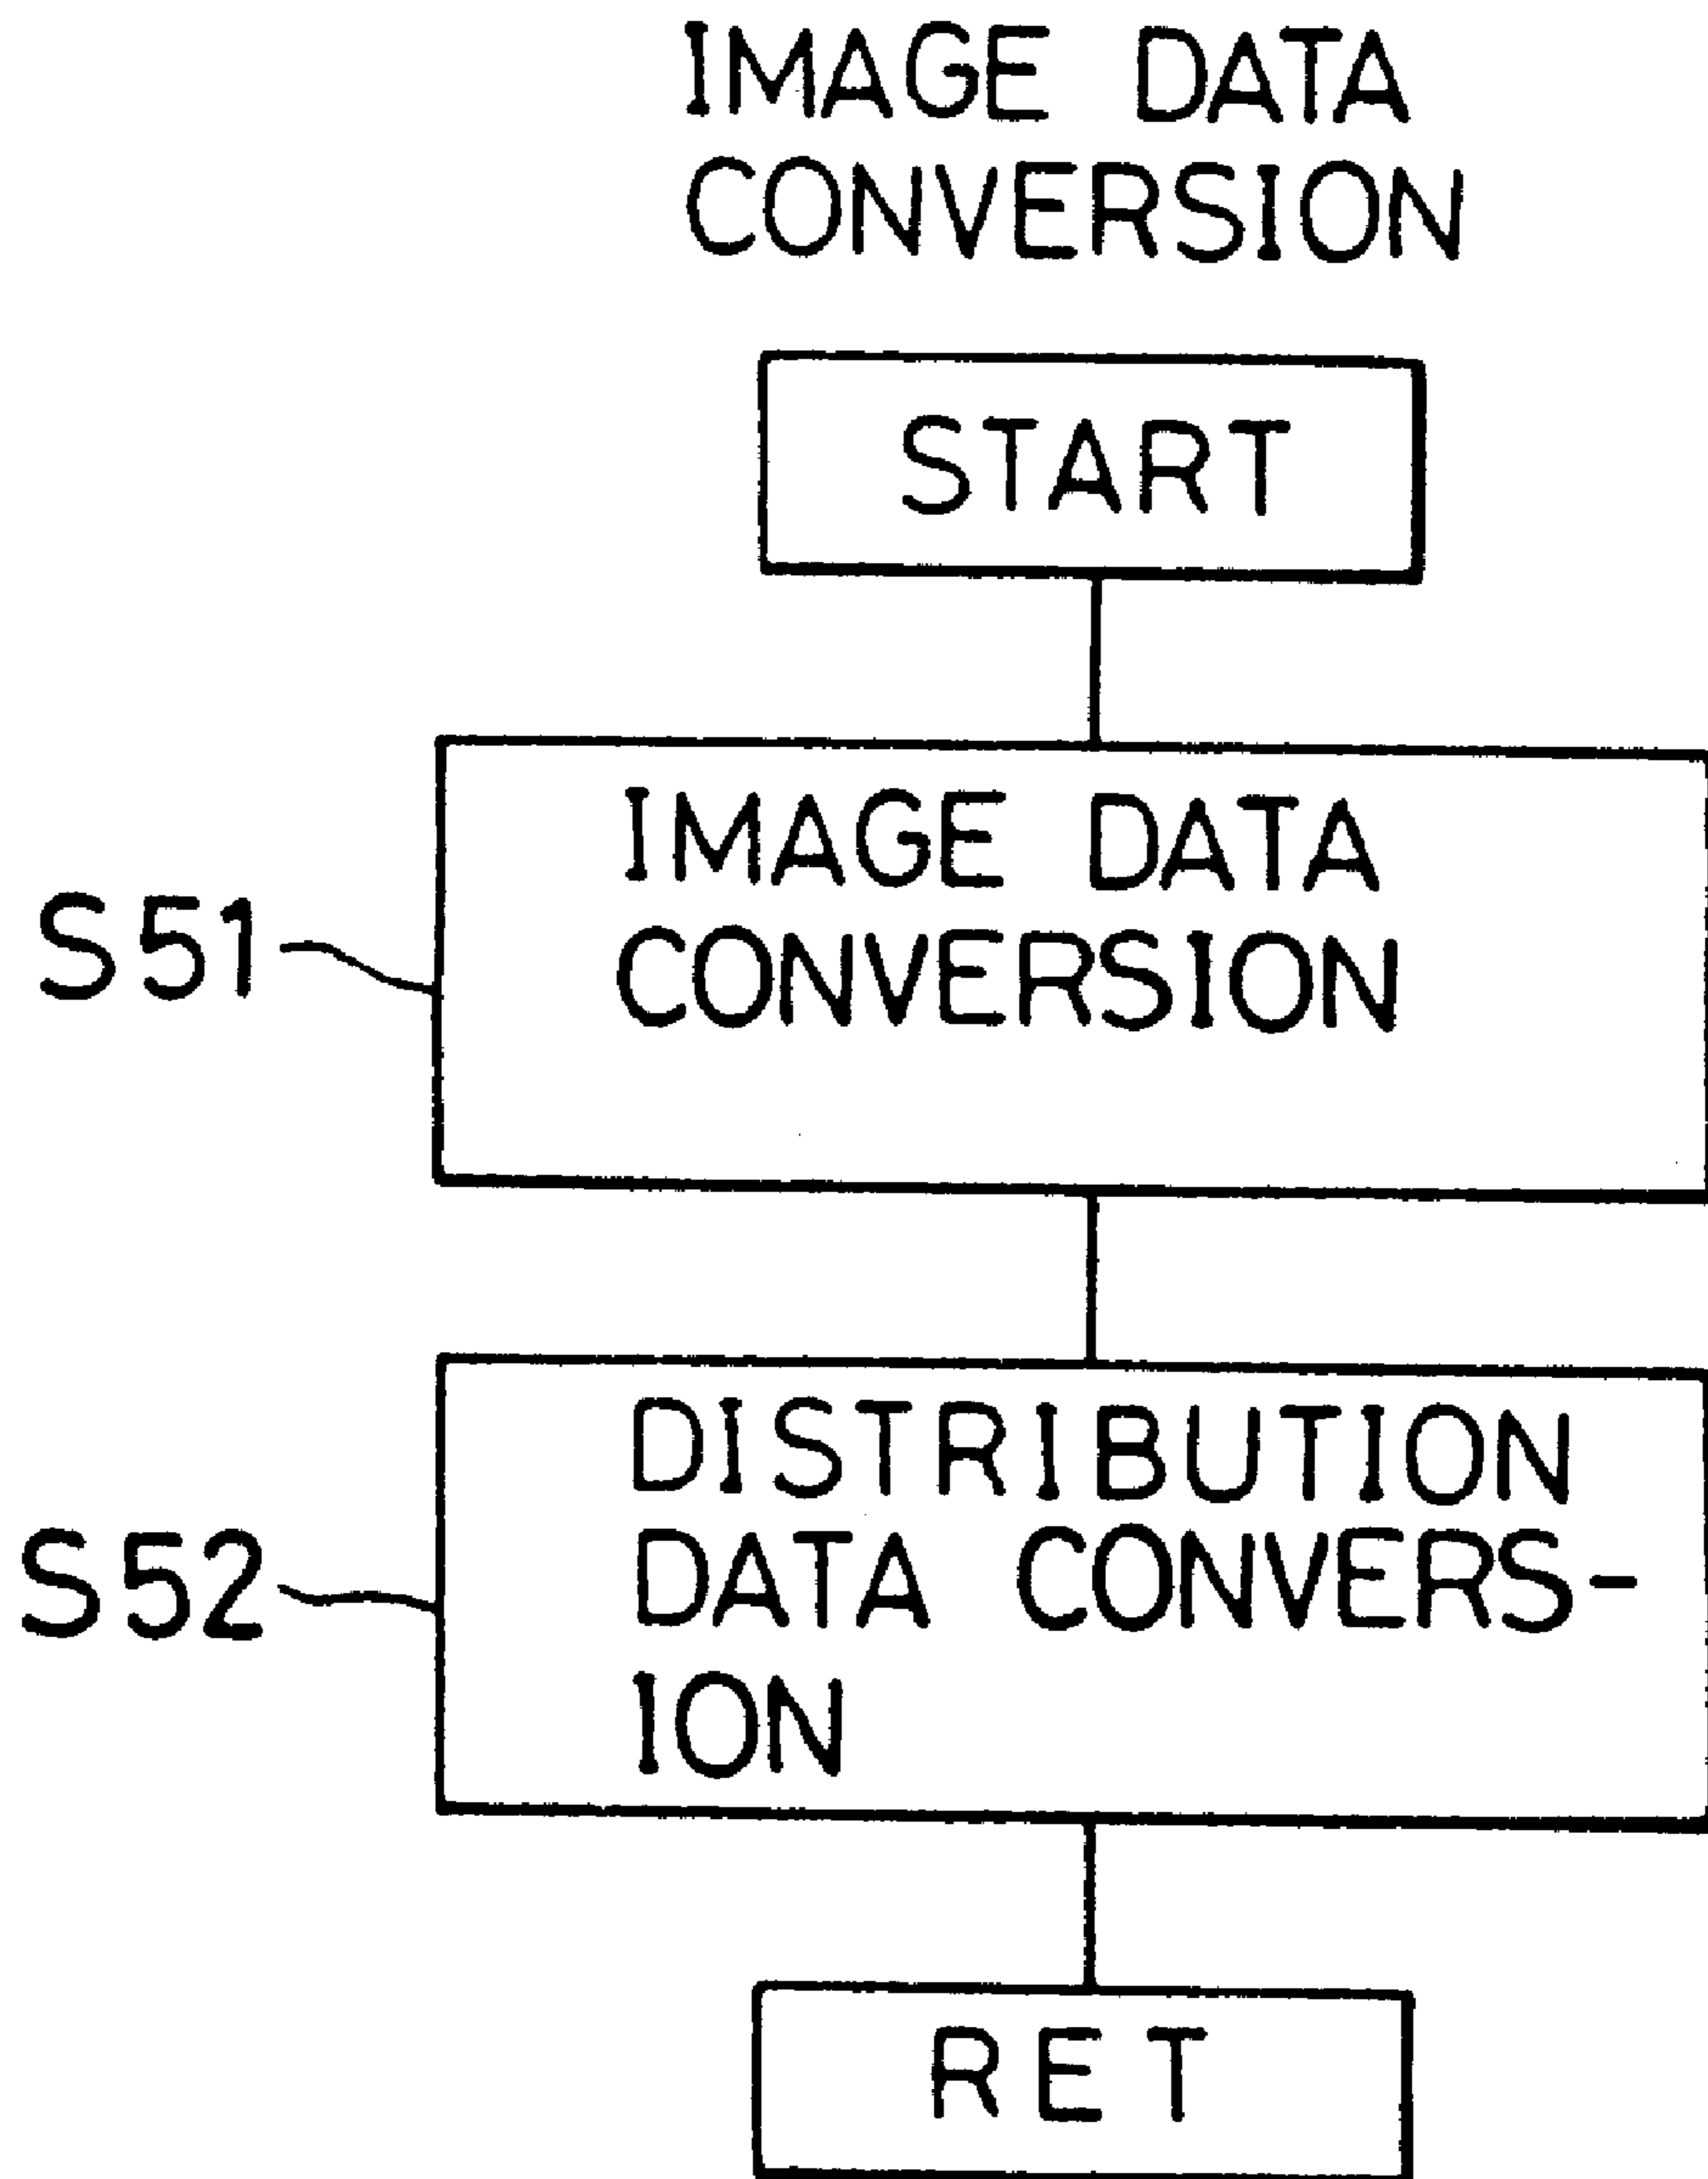 IMAGE DATA
CONVERSION
START
S51
IMAGE DATA
CONVERSION
S52
DISTRIBUTION
DATA CONVERS-
ION
RET